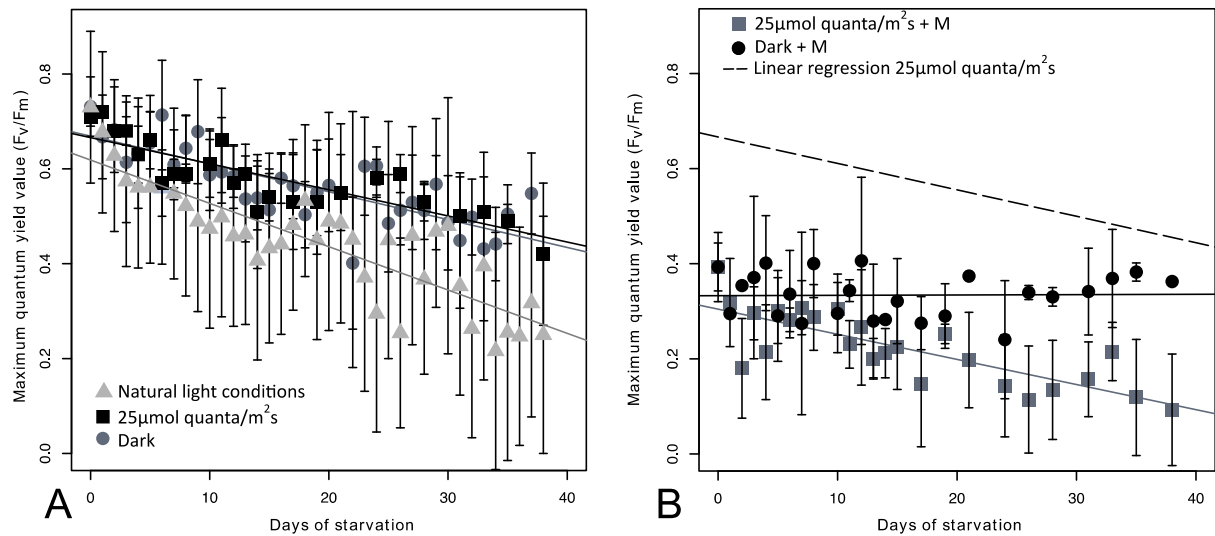 Maximum quantum yield value (Fv/Fm)
0.8
0.6
0.4
0.2
0.0
Natural light conditions
25µmol quanta/m²s
Dark
0 10 20 30 40
Days of starvation
A
Maximum quantum yield value (Fv/Fm)
0.8
0.6
0.4
0.2
0.0
25µmol quanta/m²s + M
Dark + M
Linear regression 25µmol quanta/m²s
0 10 20 30 40
Days of starvation
B